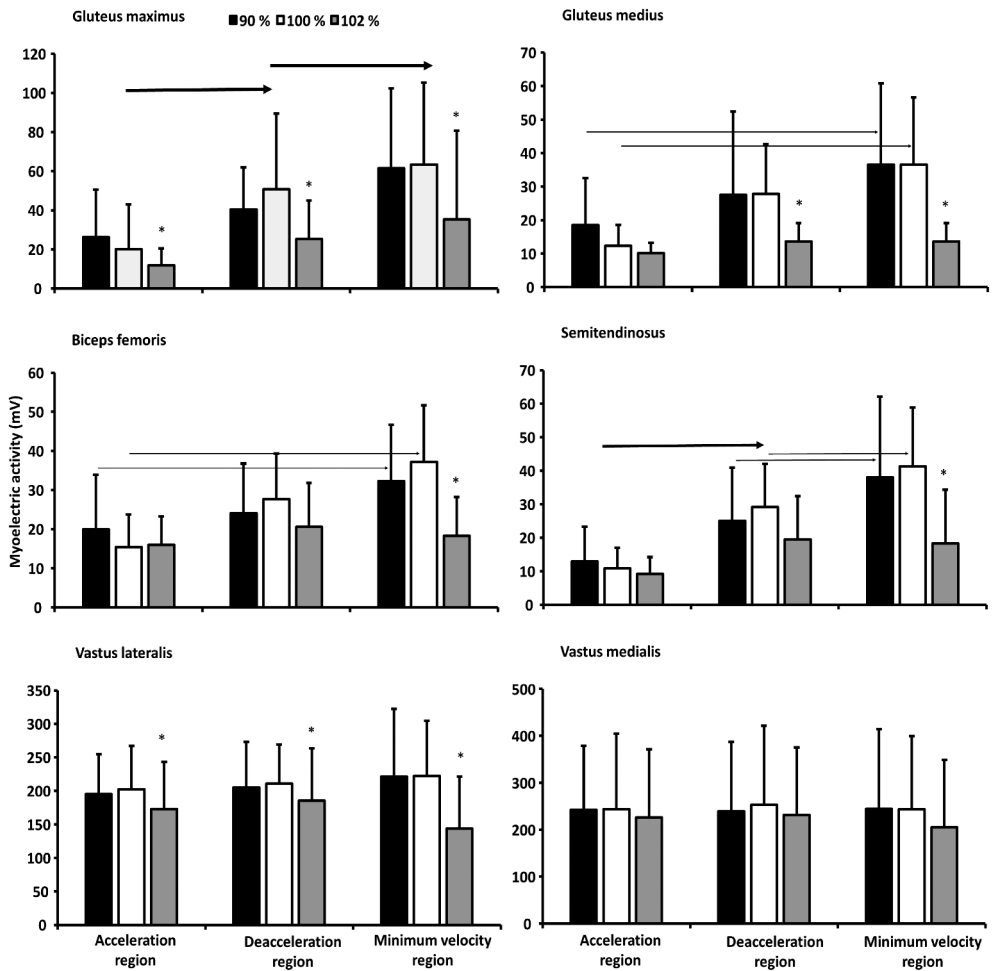 Gluteus maximus
90 % 100 % 102 %
Gluteus medius
120
100
80
60
40
20
0
*
*
*
70
60
50
40
30
20
10
0
*
*
Biceps femoris
Semitendinosus
Myoelectric activity (mV)
60
50
40
30
20
10
0
*
70
60
50
40
30
20
10
0
*
Vastus lateralis
Vastus medialis
350
300
250
200
150
100
50
0
*
*
*
500
400
300
200
100
0
Acceleration
region
Deacceleration
region
Minimum velocity
region
Acceleration
region
Deacceleration
region
Minimum velocity
region